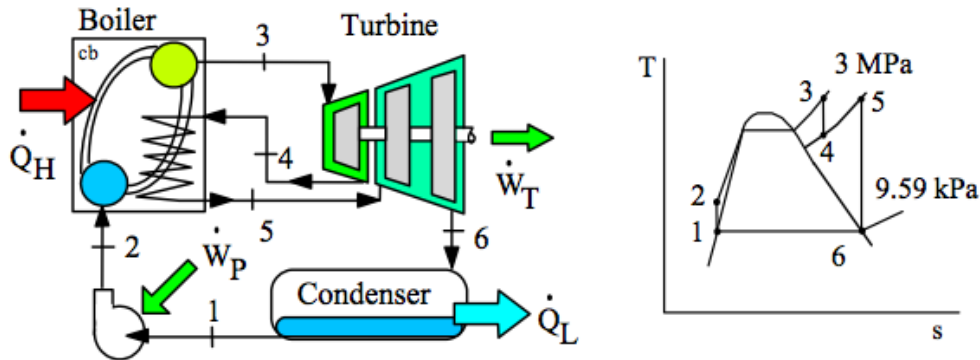 Boiler
Turbine
cb
3
Q̇H
4
ẆT
5
6
2
ẆP
1
Condenser
Q̇L
T
3 MPa
3
5
4
2
9.59 kPa
1
6
s